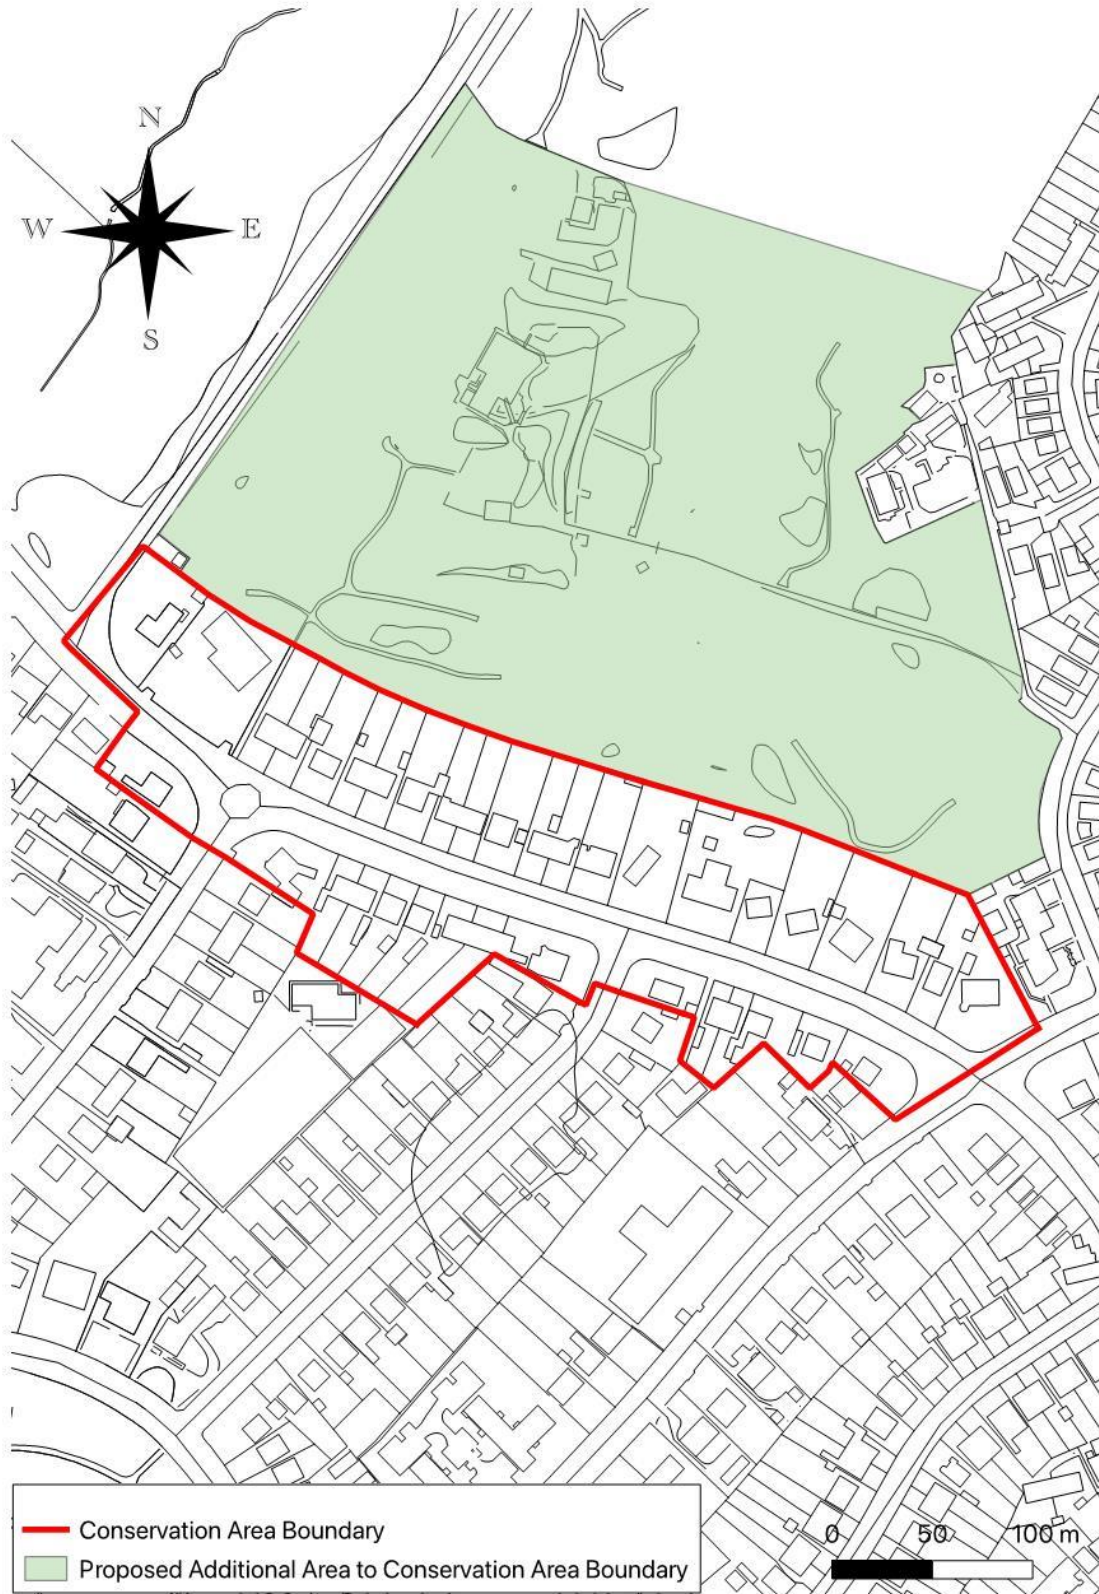 N
W E
S
Conservation Area Boundary
Proposed Additional Area to Conservation Area Boundary
0 50 100 m